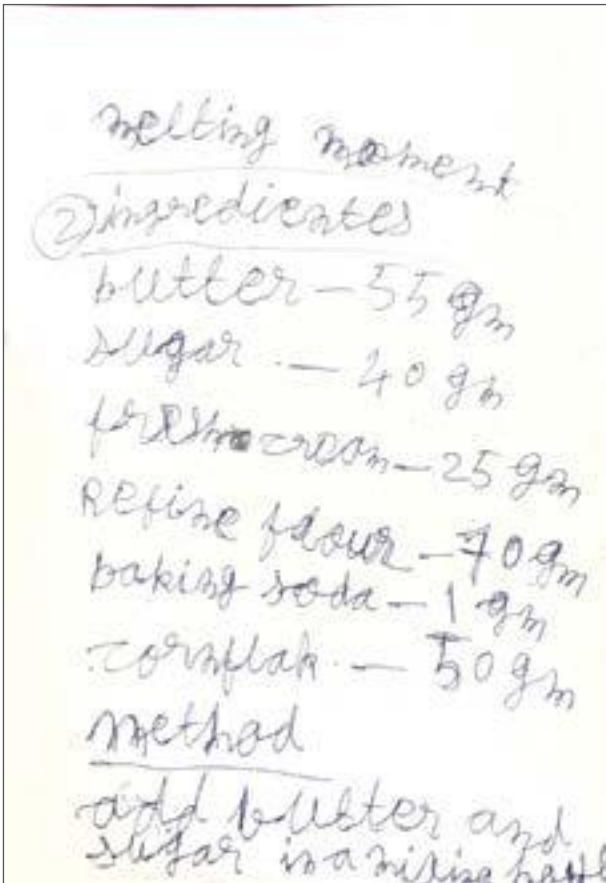 melting moment
② ingredientes
butter - 55 gm
sugar. - 40 gm
fresh cream - 25 gm
Refine flour - 70 gm
baking soda - 1 gm
cornflak. - 50 gm
method
add butter and
sugar in a